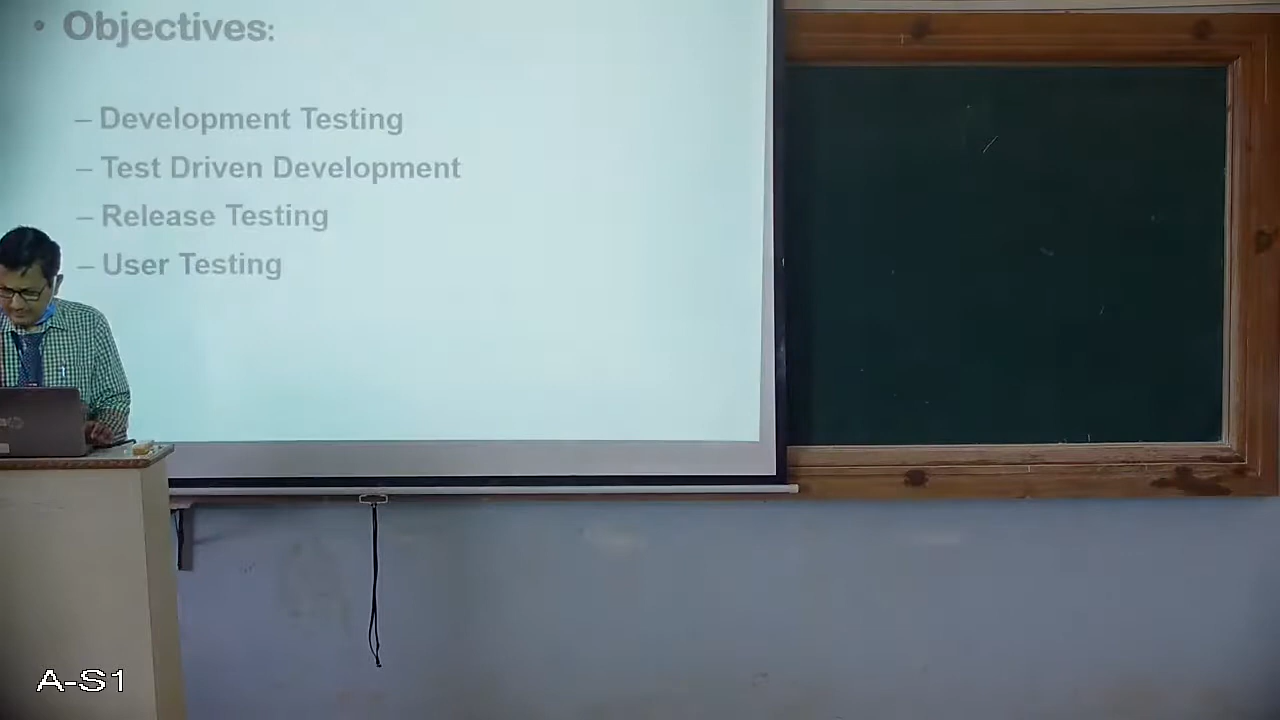 • Objectives:
– Development Testing
– Test Driven Development
– Release Testing
– User Testing
A-S1